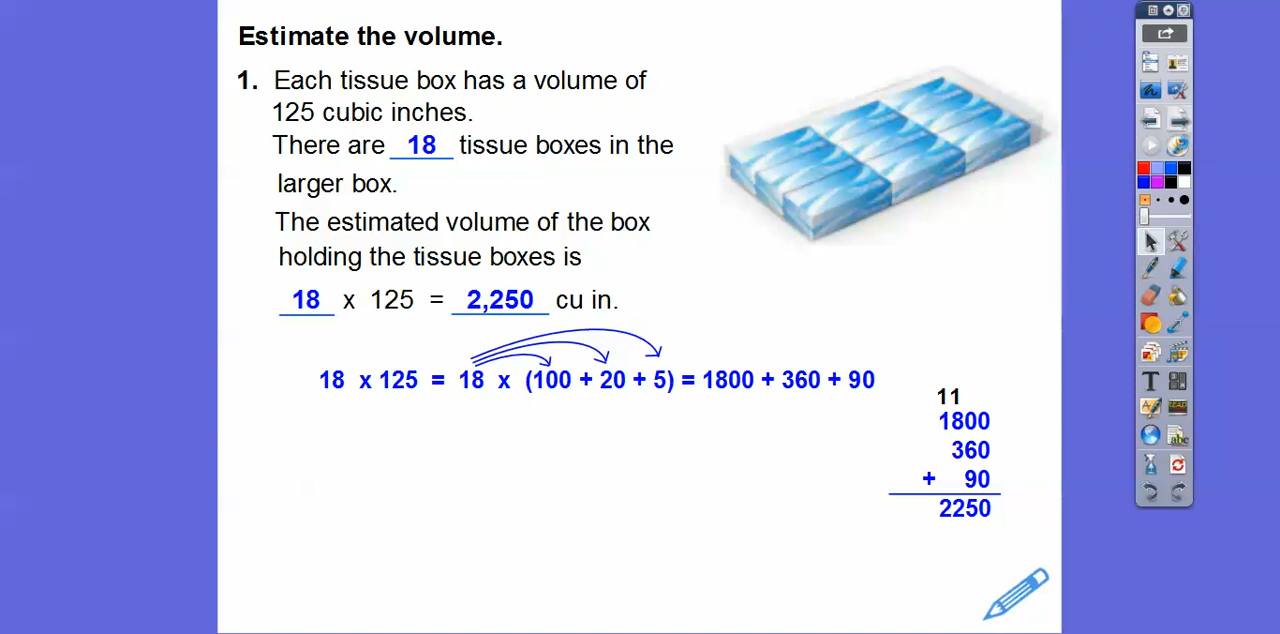 Estimate the volume.
1. Each tissue box has a volume of
125 cubic inches.
There are 18 tissue boxes in the
larger box.
The estimated volume of the box
holding the tissue boxes is
18 x 125 = 2,250 cu in.
18 x 125 = 18 x (100 + 20 + 5) = 1800 + 360 + 90
11
1800
360
+ 90
2250